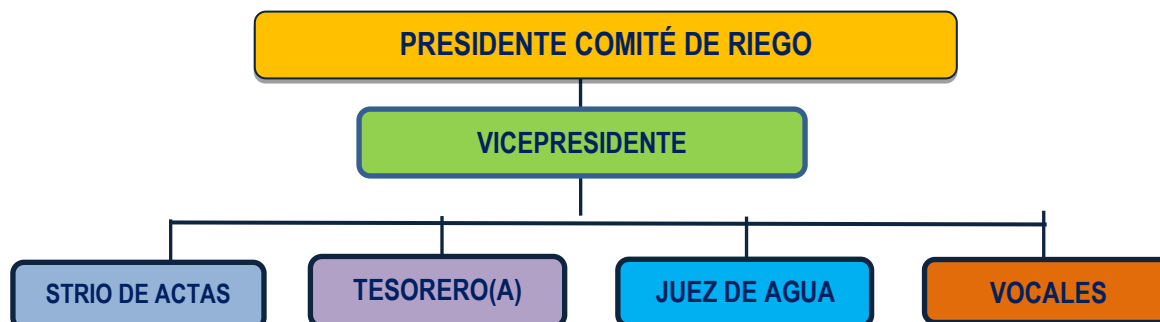 PRESIDENTE COMITÉ DE RIEGO
VICEPRESIDENTE
STRIO DE ACTAS
TESORERO(A)
JUEZ DE AGUA
VOCALES